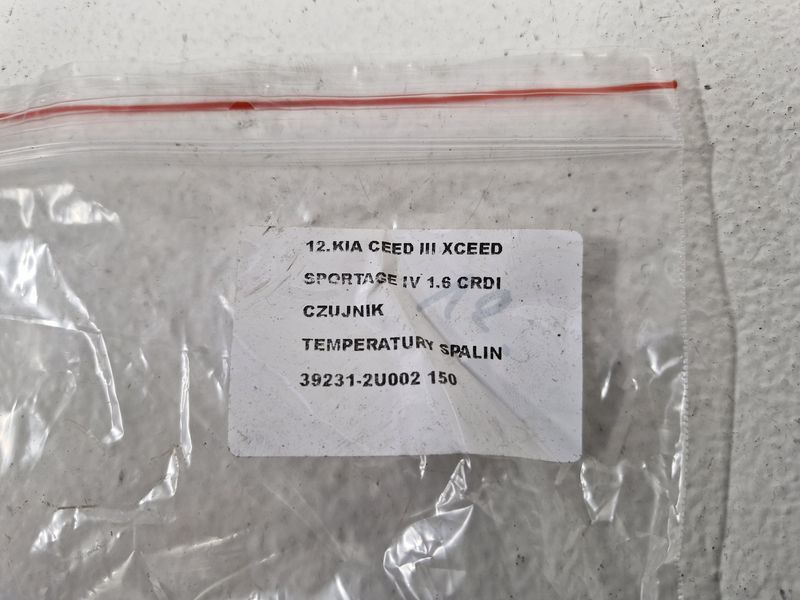 12.KIA CEED III XCEED
SPORTAGE IV 1.6 CRDI
CZUJNIK
TEMPERATURY SPALIN
39231-2U002 150